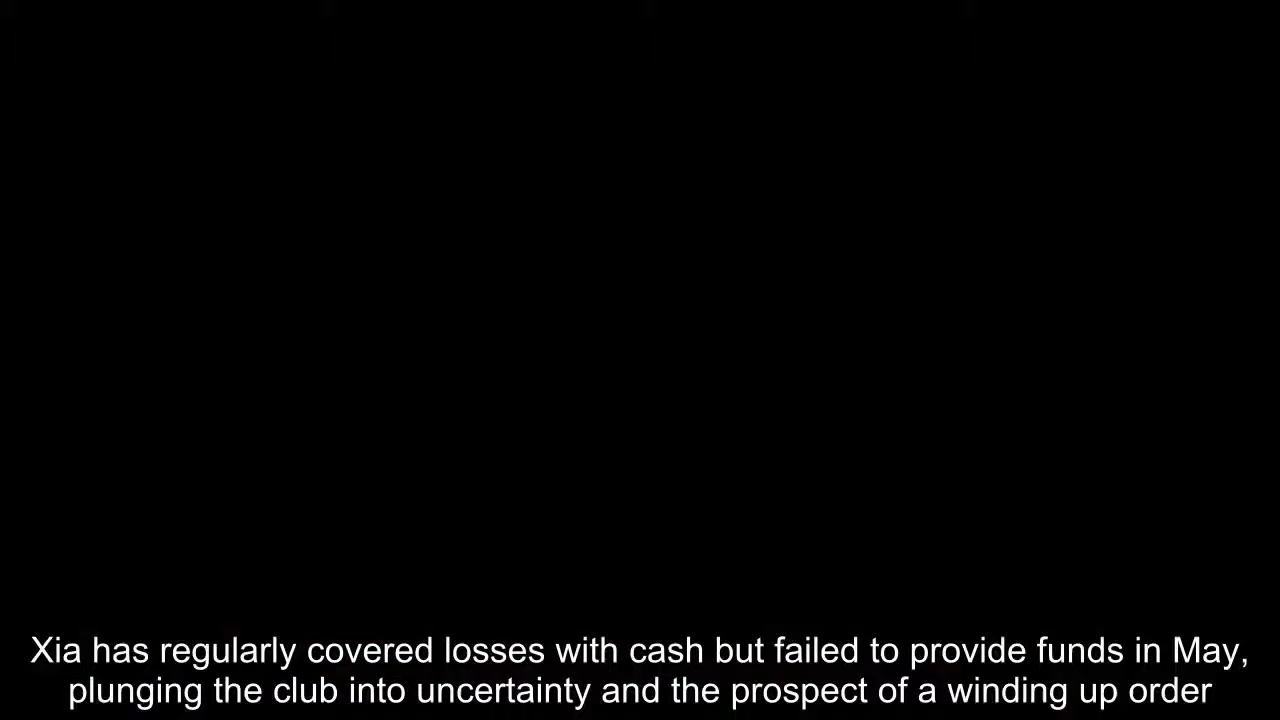 Xia has regularly covered losses with cash but failed to provide funds in May,
plunging the club into uncertainty and the prospect of a winding up order